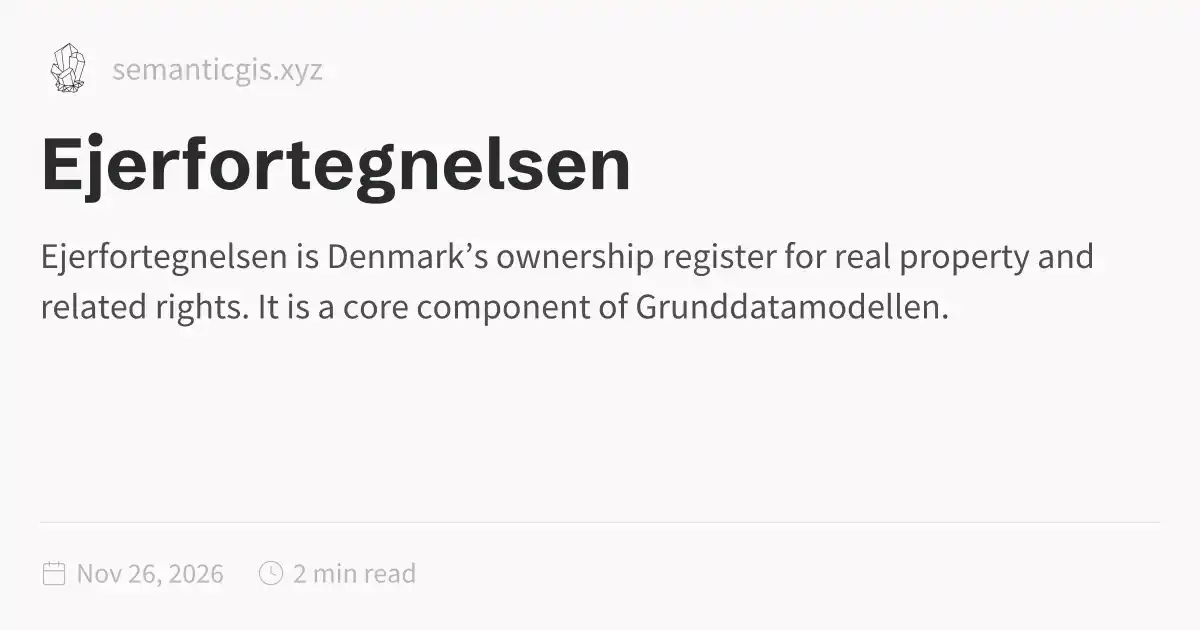 semanticgis.xyz
Ejerfortegnelsen
Ejerfortegnelsen is Denmark’s ownership register for real property and
related rights. It is a core component of Grunddatamodellen.
Nov 26, 2026 2 min read